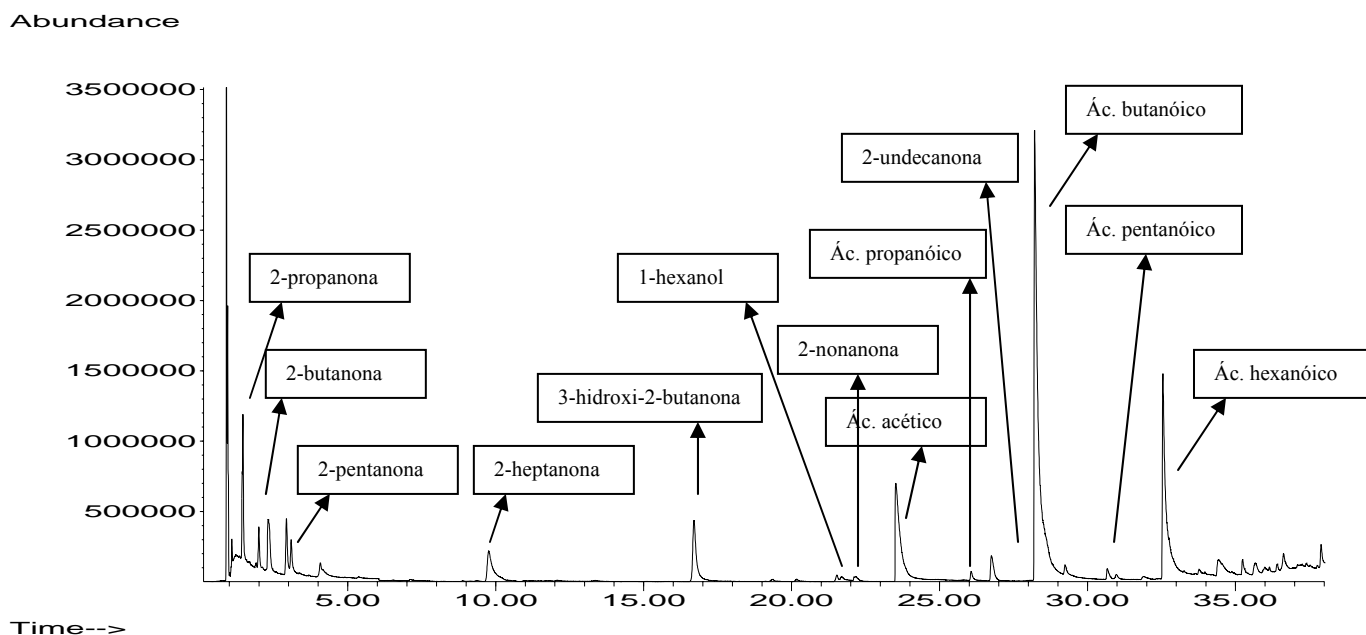 Abundance
3500000
3000000
2500000
2000000
1500000
1000000
500000
2-propanona
2-butanona
2-pentanona
2-heptanona
3-hidroxi-2-butanona
1-hexanol
2-nonanona
Ác. acético
Ác. propanóico
2-undecanona
Ác. butanóico
Ác. pentanóico
Ác. hexanóico
5.00 10.00 15.00 20.00 25.00 30.00 35.00
Time-->